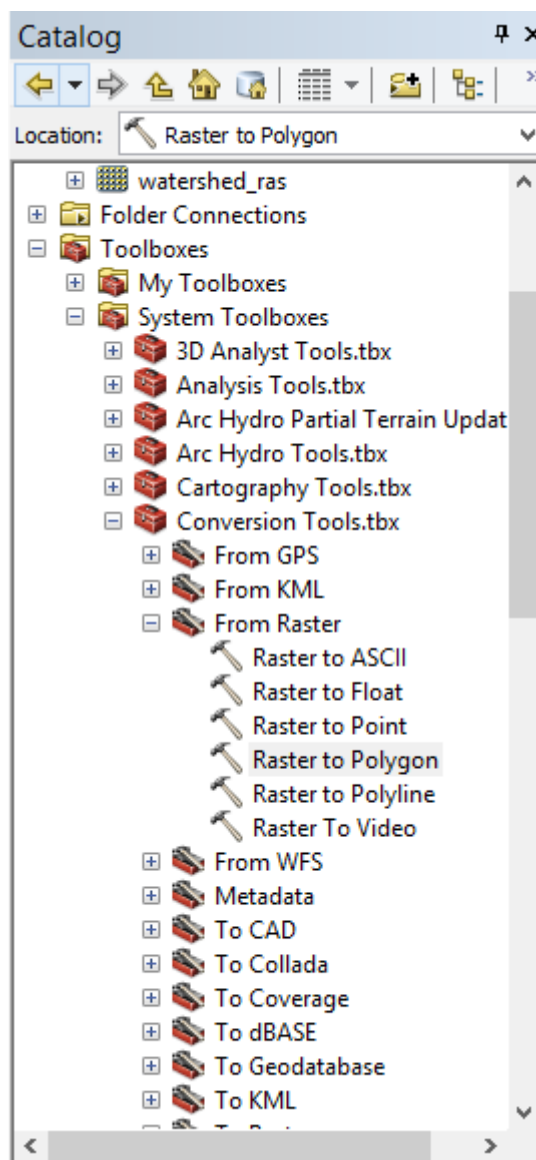 Catalog
Location: Raster to Polygon
watershed_ras
Folder Connections
Toolboxes
My Toolboxes
System Toolboxes
3D Analyst Tools.tbx
Analysis Tools.tbx
Arc Hydro Partial Terrain Updat
Arc Hydro Tools.tbx
Cartography Tools.tbx
Conversion Tools.tbx
From GPS
From KML
From Raster
Raster to ASCII
Raster to Float
Raster to Point
Raster to Polygon
Raster to Polyline
Raster To Video
From WFS
Metadata
To CAD
To Collada
To Coverage
To dBASE
To Geodatabase
To KML